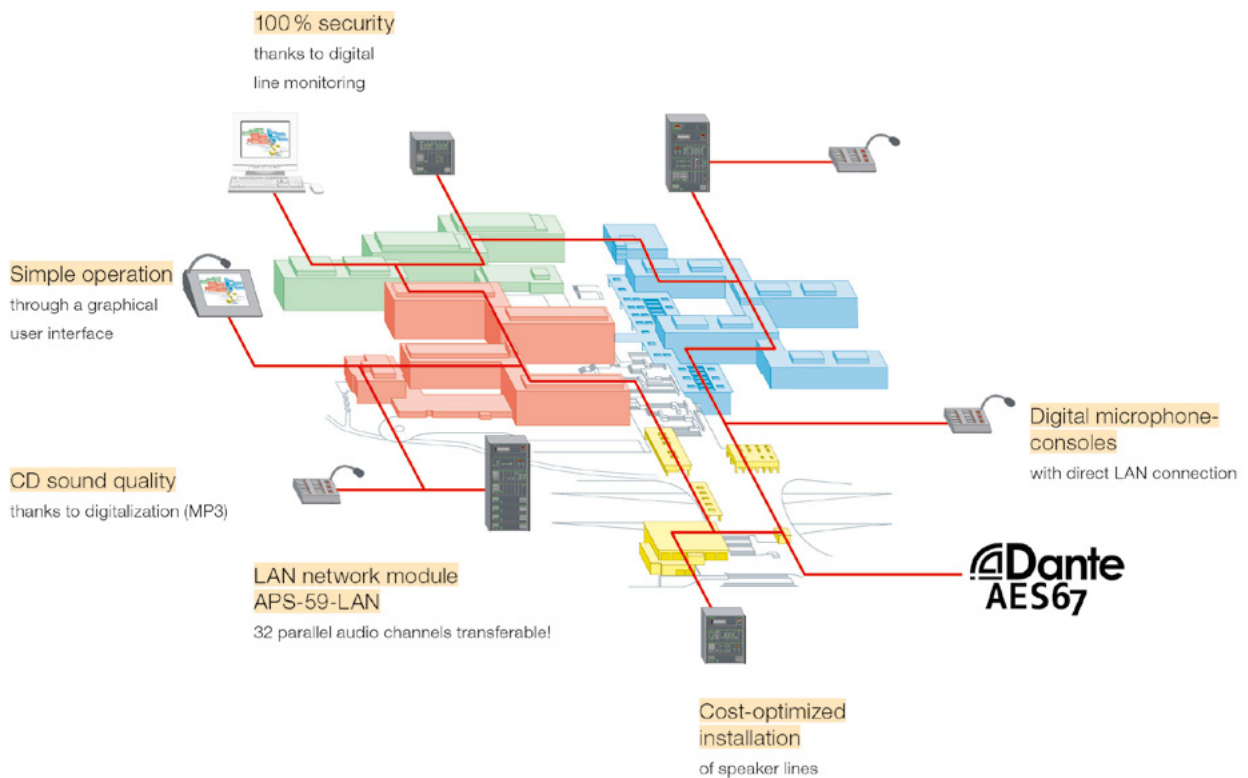 100 % security
thanks to digital
line monitoring
Simple operation
through a graphical
user interface
CD sound quality
thanks to digitalization (MP3)
LAN network module
APS-59-LAN
32 parallel audio channels transferable!
Digital microphone-
consoles
with direct LAN connection
Dante
AES67
Cost-optimized
installation
of speaker lines